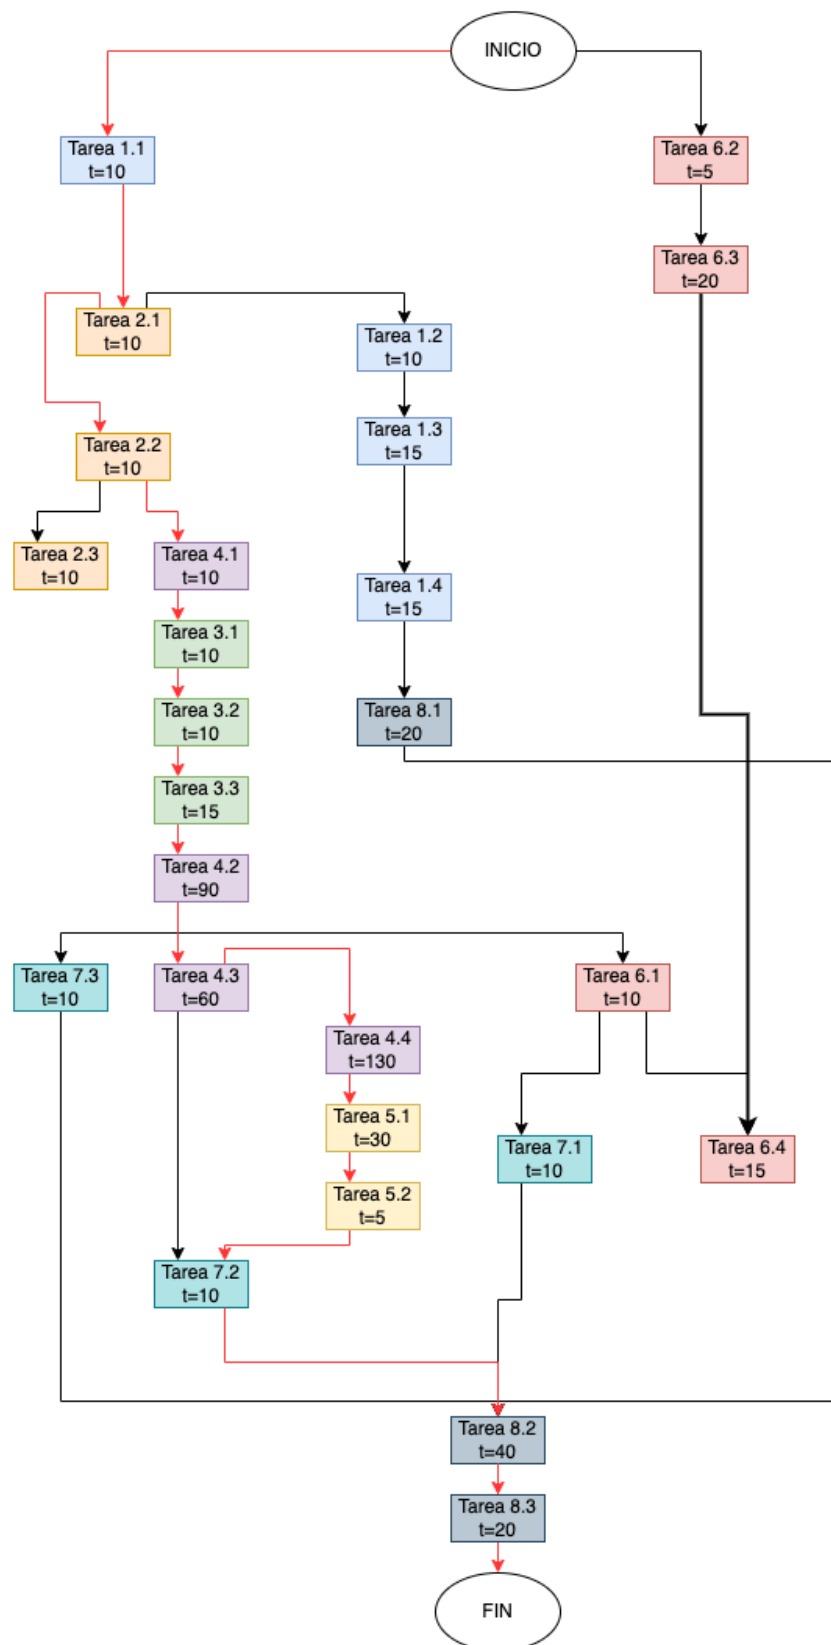 INICIO
Tarea 1.1
t=10
Tarea 6.2
t=5
Tarea 6.3
t=20
Tarea 2.1
t=10
Tarea 1.2
t=10
Tarea 1.3
t=15
Tarea 2.2
t=10
Tarea 2.3
t=10
Tarea 4.1
t=10
Tarea 1.4
t=15
Tarea 3.1
t=10
Tarea 3.2
t=10
Tarea 8.1
t=20
Tarea 3.3
t=15
Tarea 4.2
t=90
Tarea 7.3
t=10
Tarea 4.3
t=60
Tarea 6.1
t=10
Tarea 4.4
t=130
Tarea 5.1
t=30
Tarea 7.1
t=10
Tarea 6.4
t=15
Tarea 5.2
t=5
Tarea 7.2
t=10
Tarea 8.2
t=40
Tarea 8.3
t=20
FIN